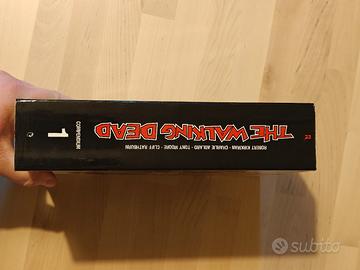 THE WALKING DEAD
ROBERT KIRKMAN - CHARLIE ADLARD - TONY MOORE - CLIFF RATHBURN
COMPENDIUM
1
subito